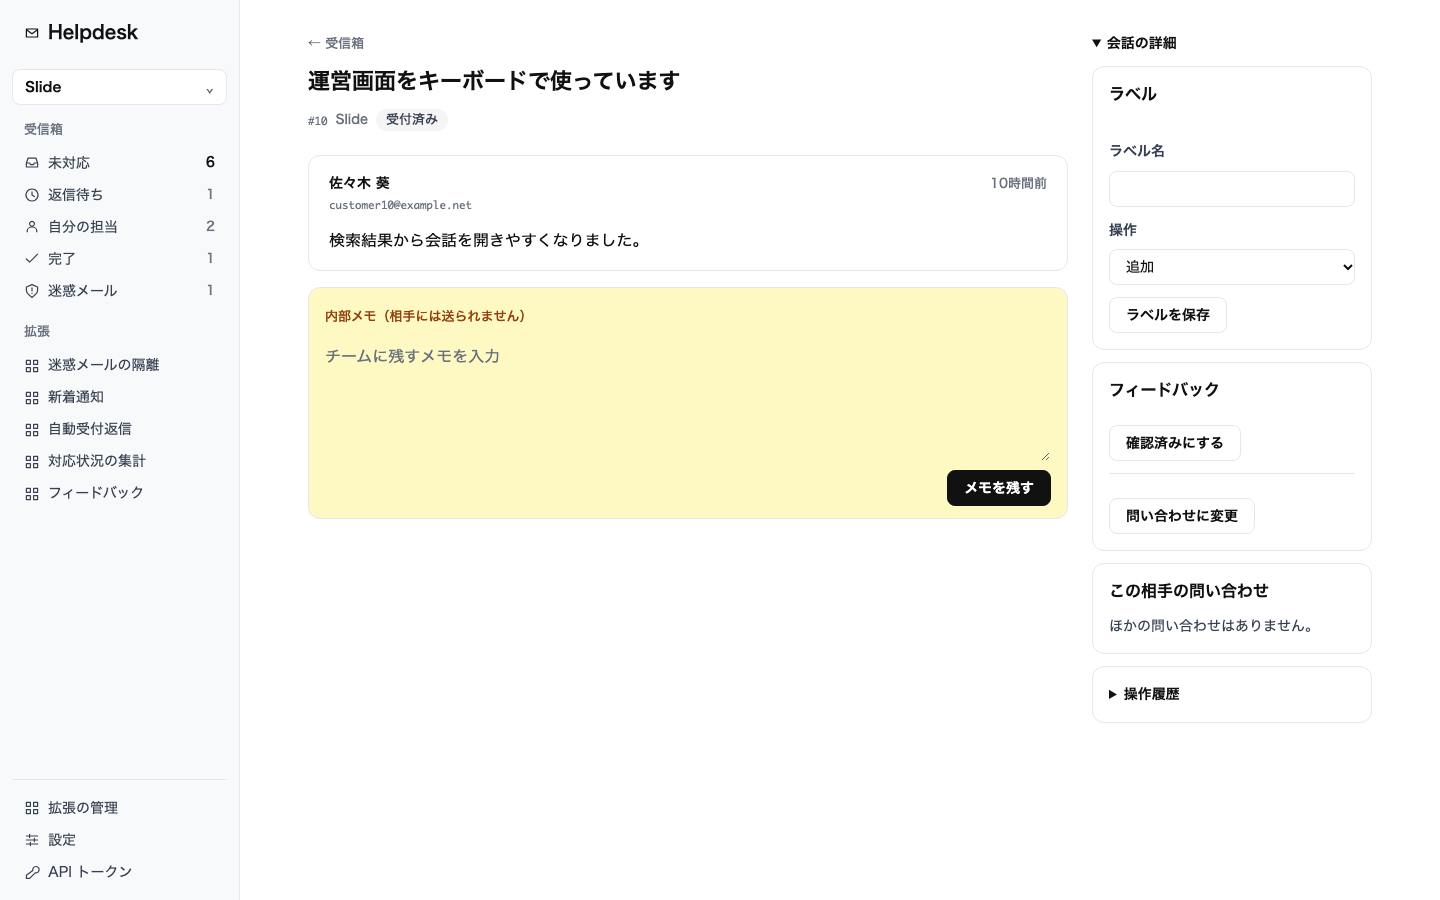 Helpdesk
Slide
受信箱
未対応 6
返信待ち 1
自分の担当 2
完了 1
迷惑メール 1
拡張
迷惑メールの隔離
新着通知
自動受付返信
対応状況の集計
フィードバック
拡張の管理
設定
API トークン
← 受信箱
運営画面をキーボードで使っています
#10 Slide 受付済み
佐々木 葵 10時間前
customer10@example.net
検索結果から会話を開きやすくなりました。
内部メモ（相手には送られません）
チームに残すメモを入力
メモを残す
▼ 会話の詳細
ラベル
ラベル名
操作
追加
ラベルを保存
フィードバック
確認済みにする
問い合わせに変更
この相手の問い合わせ
ほかの問い合わせはありません。
▶ 操作履歴